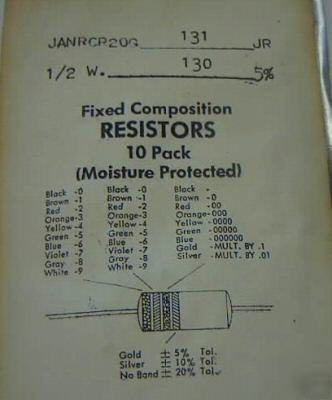 JANRCR20G 131 JR
1/2 W. 130 5%
Fixed Composition
RESISTORS
10 Pack
(Moisture Protected)
Black -0 Black -0 Black -
Brown -1 Brown -1 Brown -0
Red -2 Red -2 Red -00
Orange-3 Orange-3 Orange-000
Yellow-4 Yellow-4 Yellow -0000
Green -5 Green -5 Green -00000
Blue -6 Blue -6 Blue -000000
Violet -7 Violet -7 Gold -MULT. BY .1
Gray -8 Gray -8 Silver -MULT. BY .01
White -9 White -9
Gold ± 5% Tol.
Silver ± 10% Tol.
No Band ± 20% Tol.